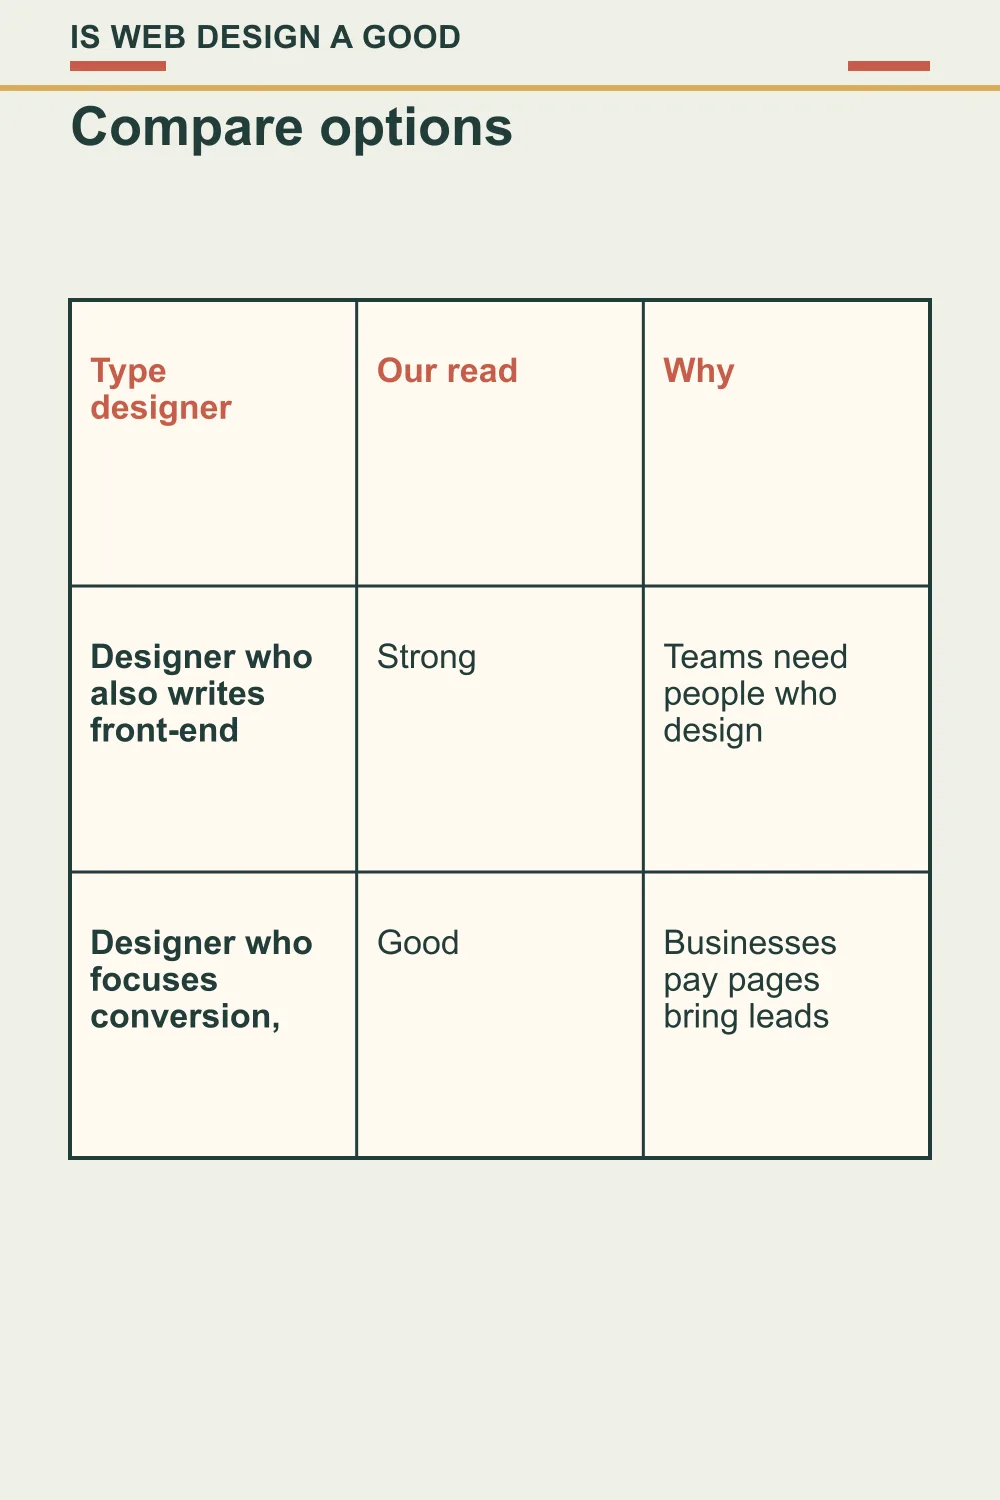 IS WEB DESIGN A GOOD
Compare options
Type
designer
Our read
Why
Designer who
also writes
front-end
Strong
Teams need
people who
design
Designer who
focuses
conversion,
Good
Businesses
pay pages
bring leads